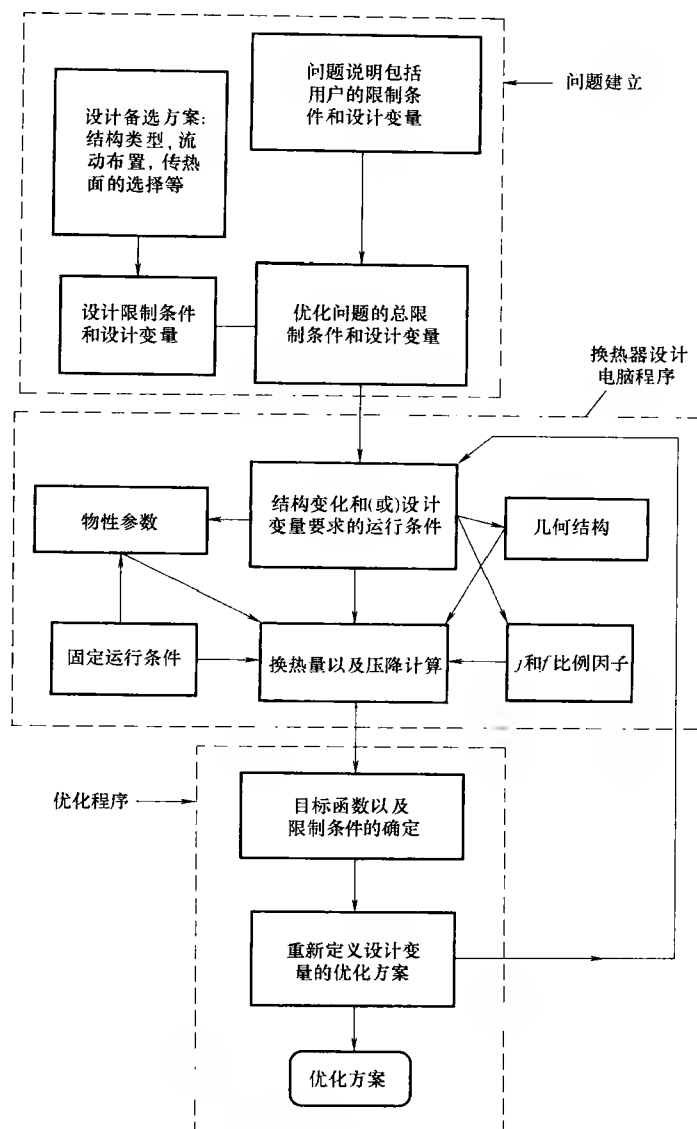 问题说明包括
用户的限制条
件和设计变量
问题建立
设计备选方案:
结构类型, 流
动布置, 传热
面的选择等
设计限制条件
和设计变量
优化问题的总限
制条件和设计变量
换热器设计
电脑程序
结构变化和(或)设计
变量要求的运行条件
物性参数
几何结构
固定运行条件
换热量以及压降计算
j和f比例因子
优化程序
目标函数以及
限制条件的确定
重新定义设计变
量的优化方案
优化方案